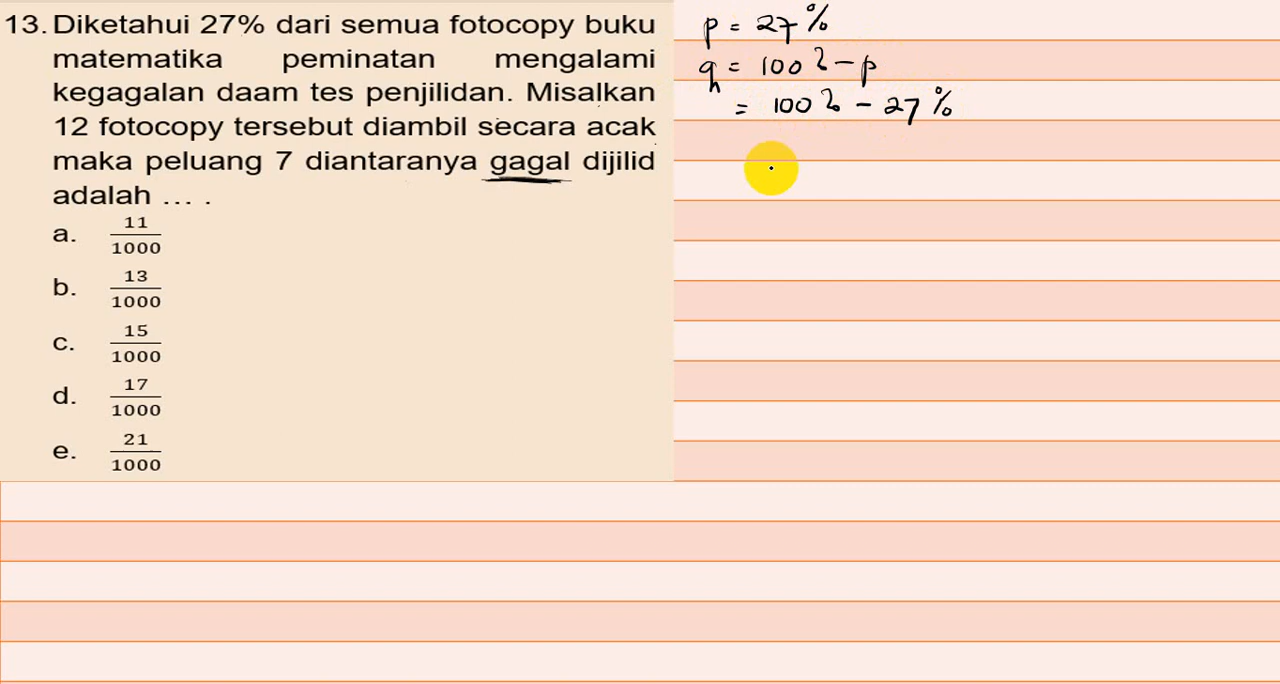 13. Diketahui 27% dari semua fotocopy buku
matematika peminatan mengalami
kegagalan daam tes penjilidan. Misalkan
12 fotocopy tersebut diambil secara acak
maka peluang 7 diantaranya gagal dijilid
adalah ... .
a. 11/1000
b. 13/1000
c. 15/1000
d. 17/1000
e. 21/1000
p = 27%
q = 100% - p
= 100% - 27%